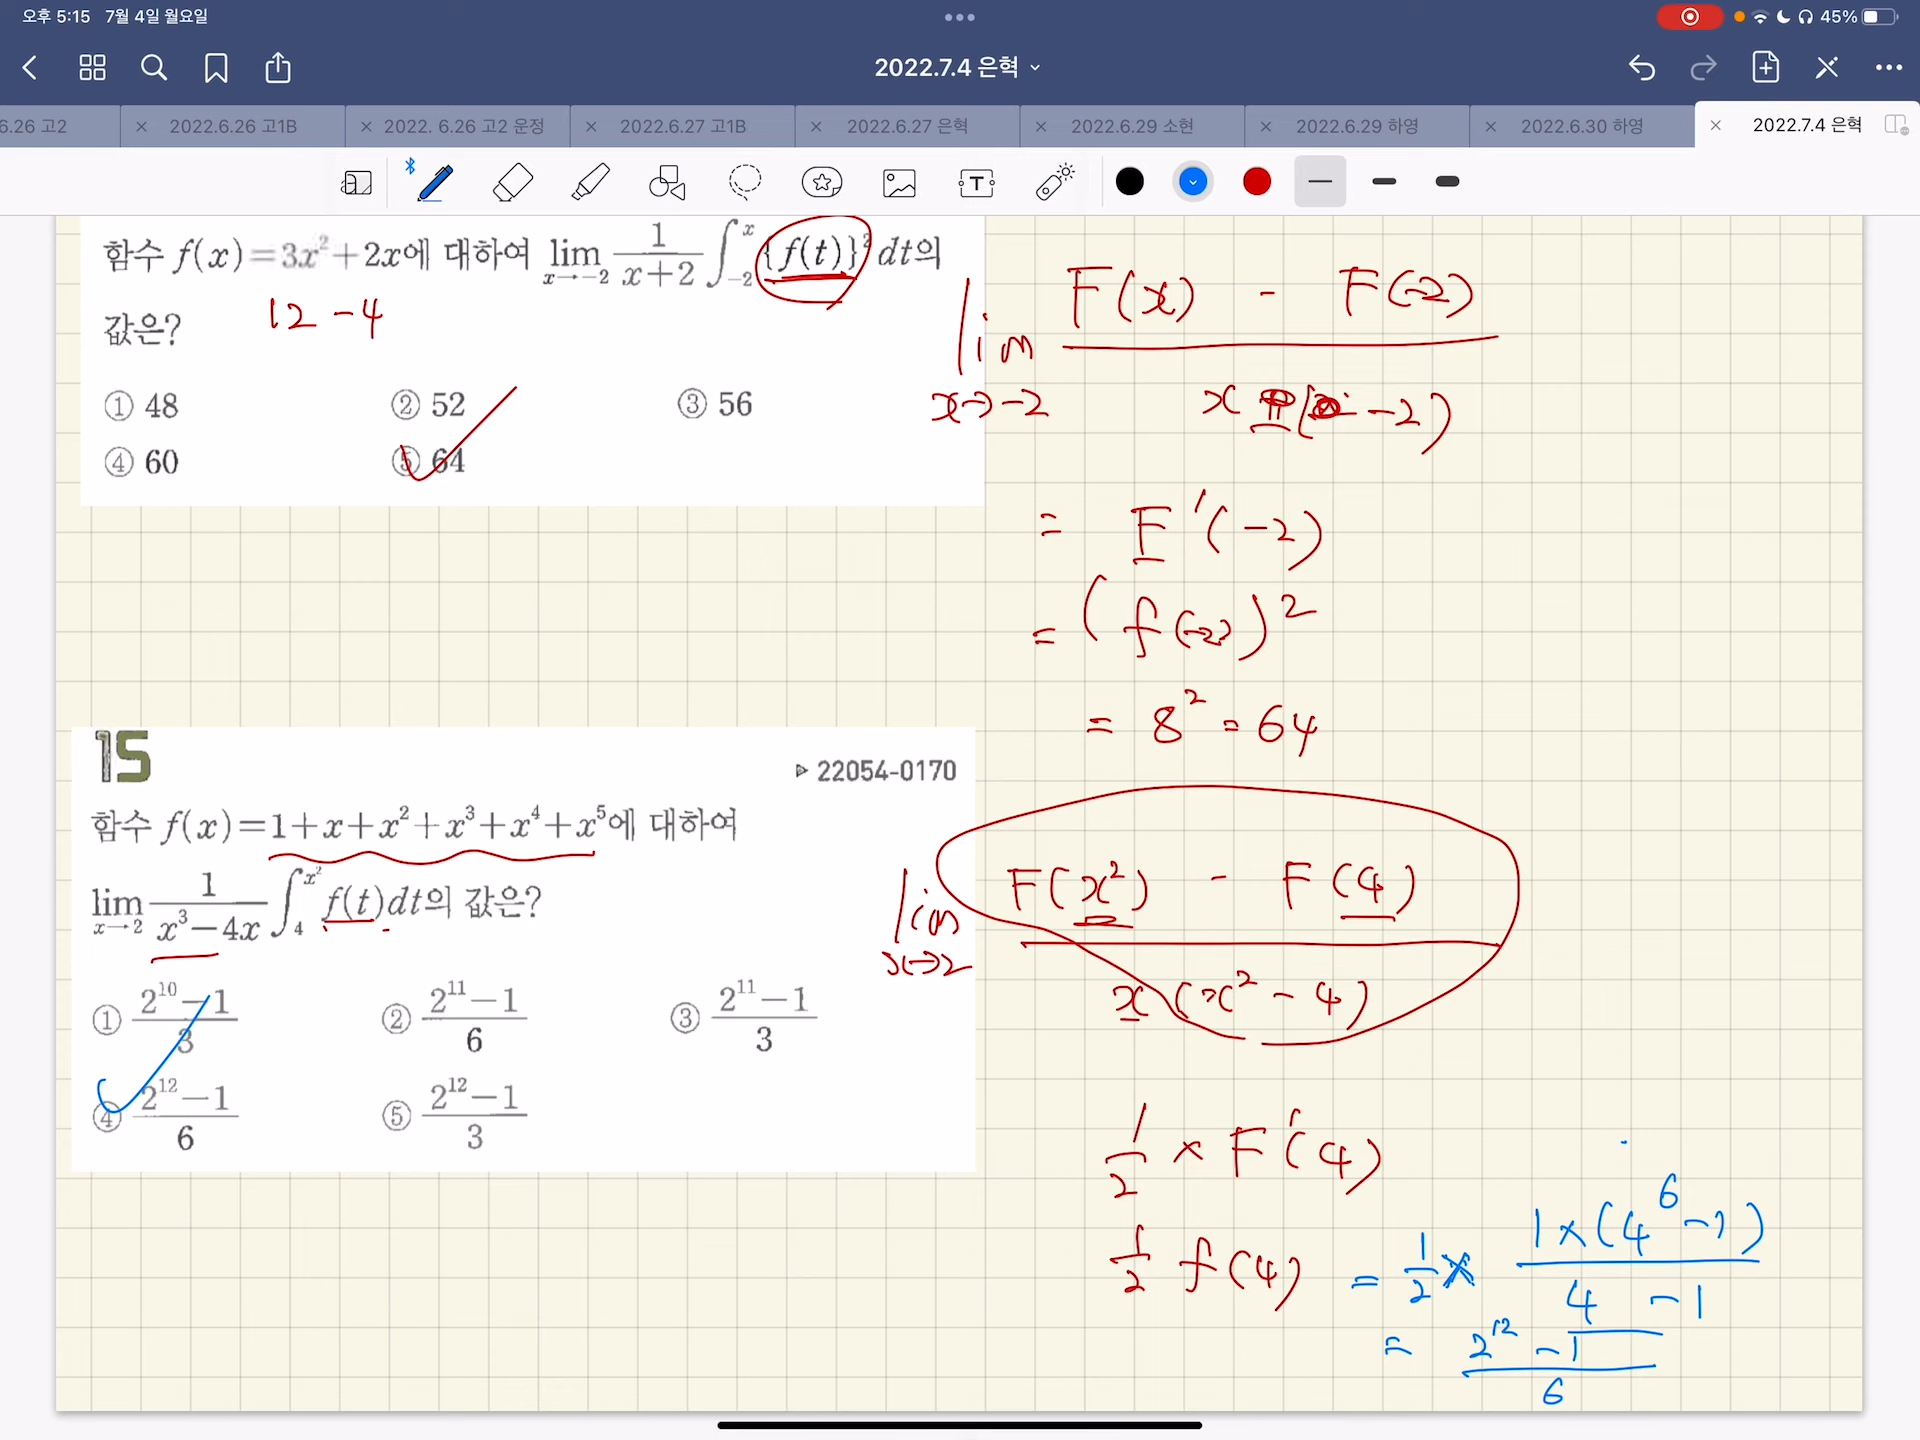 오후 5:15 7월 4일 월요일
45%
2022.7.4 은혁
6.26 고2
2022.6.26 고1B
2022. 6.26 고2 운정
2022.6.27 고1B
2022.6.27 은혁
2022.6.29 소현
2022.6.29 하영
2022.6.30 하영
2022.7.4 은혁
함수 f(x)=3x²+2x에 대하여 lim x→-2 1/(x+2) ∫_{-2}^{x} {f(t)}² dt의
값은?
12 -4
① 48
② 52
③ 56
④ 60
⑤ 64
lim x→-2 (F(x) - F(-2)) / (x - (-2))
= F'(-2)
= (f(-2))²
= 8² = 64
15
▷ 22054-0170
함수 f(x)=1+x+x²+x³+x⁴+x⁵에 대하여
lim x→2 1/(x³-4x) ∫_{4}^{x²} f(t)dt의 값은?
① (2¹⁰-1)/3
② (2¹¹-1)/6
③ (2¹¹-1)/3
④ (2¹²-1)/6
⑤ (2¹²-1)/3
lim x→2 (F(x²) - F(4)) / (x(x²-4))
1/2 × F'(4)
1/2 f(4) = 1/2 × (1×(4⁶-1))/(4-1)
= (2¹²-1)/6